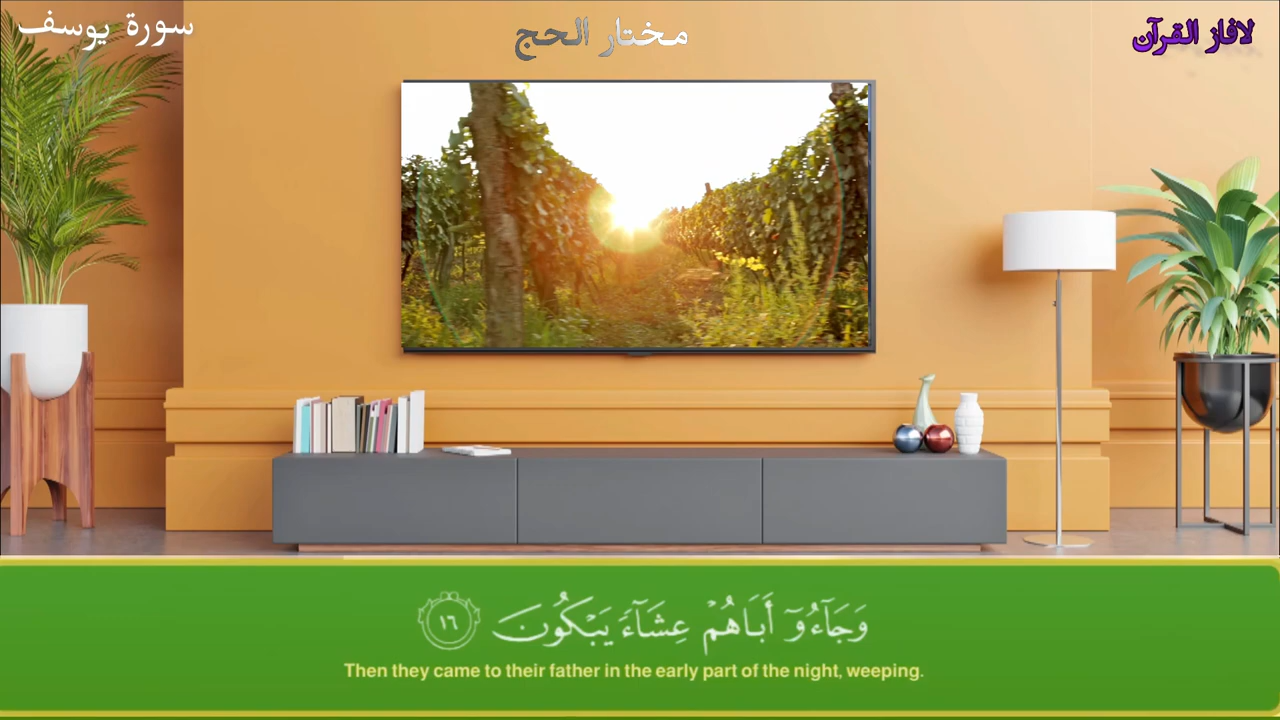 لافاز القرآن
مختار الحج
سورة يوسف
وَجَآءُوٓ أَبَاهُمْ عِشَآءً يَبْكُونَ ١٦
Then they came to their father in the early part of the night, weeping.